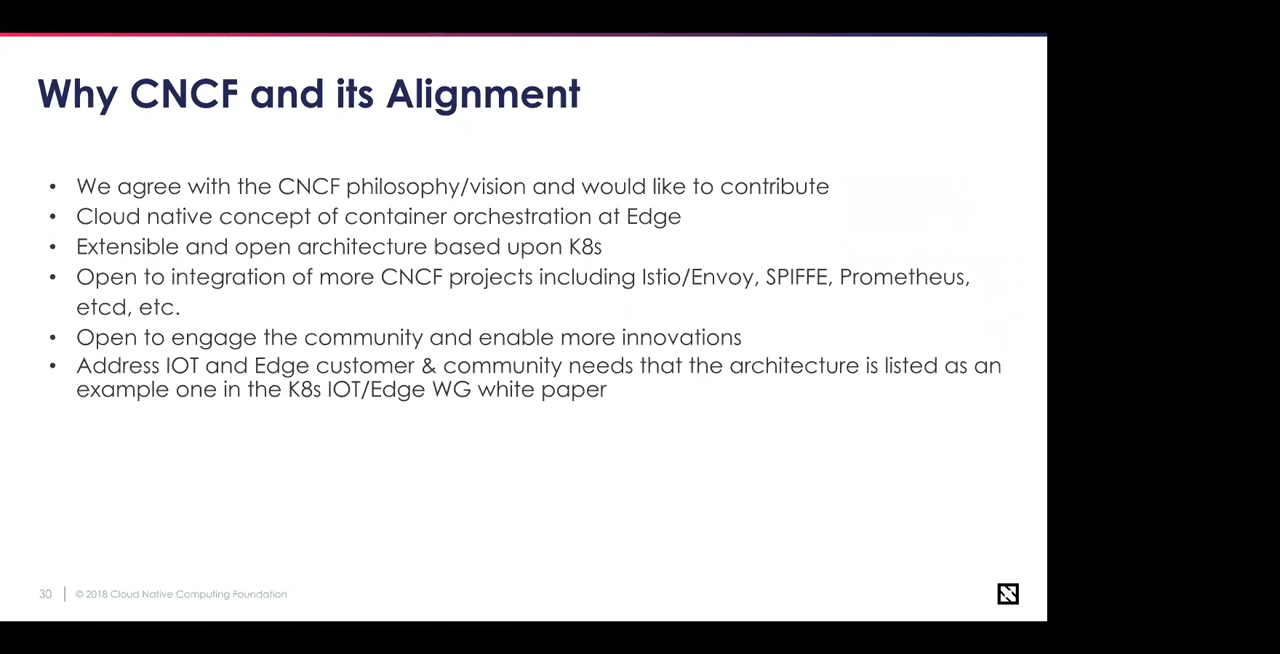 Why CNCF and its Alignment
• We agree with the CNCF philosophy/vision and would like to contribute
• Cloud native concept of container orchestration at Edge
• Extensible and open architecture based upon K8s
• Open to integration of more CNCF projects including Istio/Envoy, SPIFFE, Prometheus,
etcd, etc.
• Open to engage the community and enable more innovations
• Address IOT and Edge customer & community needs that the architecture is listed as an
example one in the K8s IOT/Edge WG white paper
30 | © 2018 Cloud Native Computing Foundation